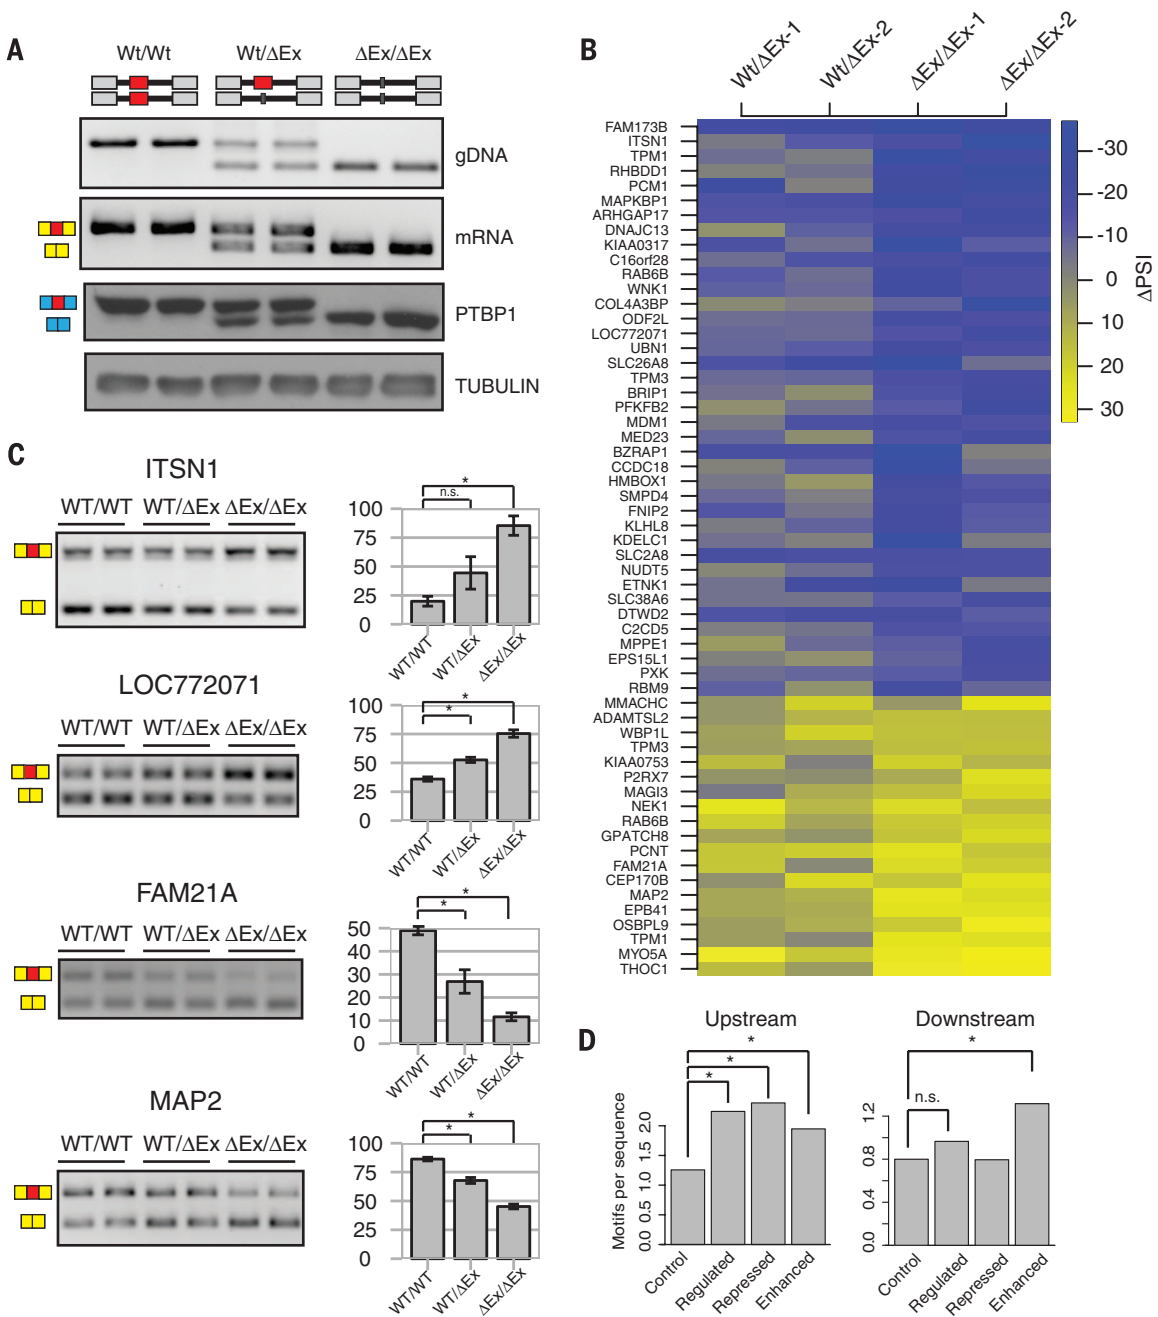 A
Wt/Wt
Wt/ΔEx
ΔEx/ΔEx
gDNA
mRNA
PTBP1
TUBULIN
B
Wt/ΔEx-1
Wt/ΔEx-2
ΔEx/ΔEx-1
ΔEx/ΔEx-2
FAM173B
ITSN1
TPM1
RHBDD1
PCM1
MAPKBP1
ARHGAP17
DNAJC13
KIAA0317
C16orf28
RAB6B
WNK1
COL4A3BP
ODF2L
LOC772071
UBN1
SLC26A8
TPM3
BRIP1
PFKFB2
MDM1
MED23
BZRAP1
CCDC18
HMBOX1
SMPD4
FNIP2
KLHL8
KDELC1
SLC2A8
NUDT5
ETNK1
SLC38A6
DTWD2
C2CD5
MPPE1
EPS15L1
PXK
RBM9
MMACHC
ADAMTSL2
WBP1L
TPM3
KIAA0753
P2RX7
MAGI3
NEK1
RAB6B
GPATCH8
PCNT
FAM21A
CEP170B
MAP2
EPB41
OSBPL9
TPM1
MYO5A
THOC1
-30
-20
-10
0
10
20
30
ΔPSI
C
ITSN1
WT/WT WT/ΔEx ΔEx/ΔEx
*
n.s.
100
75
50
25
0
WT/WT
WT/ΔEx
ΔEx/ΔEx
LOC772071
WT/WT WT/ΔEx ΔEx/ΔEx
*
*
100
75
50
25
0
WT/WT
WT/ΔEx
ΔEx/ΔEx
FAM21A
WT/WT WT/ΔEx ΔEx/ΔEx
*
*
50
40
30
20
10
0
WT/WT
WT/ΔEx
ΔEx/ΔEx
MAP2
WT/WT WT/ΔEx ΔEx/ΔEx
*
*
100
75
50
25
0
WT/WT
WT/ΔEx
ΔEx/ΔEx
D
Upstream
*
*
*
Motifs per sequence
2.0
1.5
1.0
0.5
0.0
Control
Regulated
Repressed
Enhanced
Downstream
*
n.s.
1.2
0.8
0.4
0.0
Control
Regulated
Repressed
Enhanced